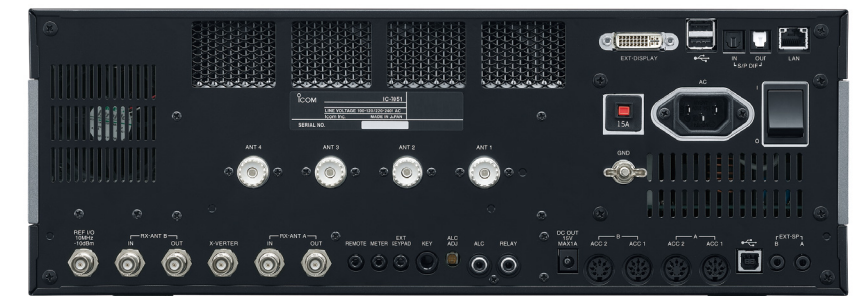 EXT-DISPLAY
IN OUT
S/P DIF
LAN
AC
ICOM IC-7851
LINE VOLTAGE 100-120/220-240V AC
Icom Inc. MADE IN JAPAN
SERIAL NO.
15A
I
O
GND
ANT 4 ANT 3 ANT 2 ANT 1
REF I/O
10MHz
-10dBm
RX-ANT B
IN OUT
X-VERTER
RX-ANT A
IN OUT
REMOTE METER
EXT
KEYPAD
KEY
ALC
ADJ
ALC RELAY
DC OUT
15V
MAX1A
B
ACC 2 ACC 1
A
ACC 2 ACC 1
EXT-SP
B A